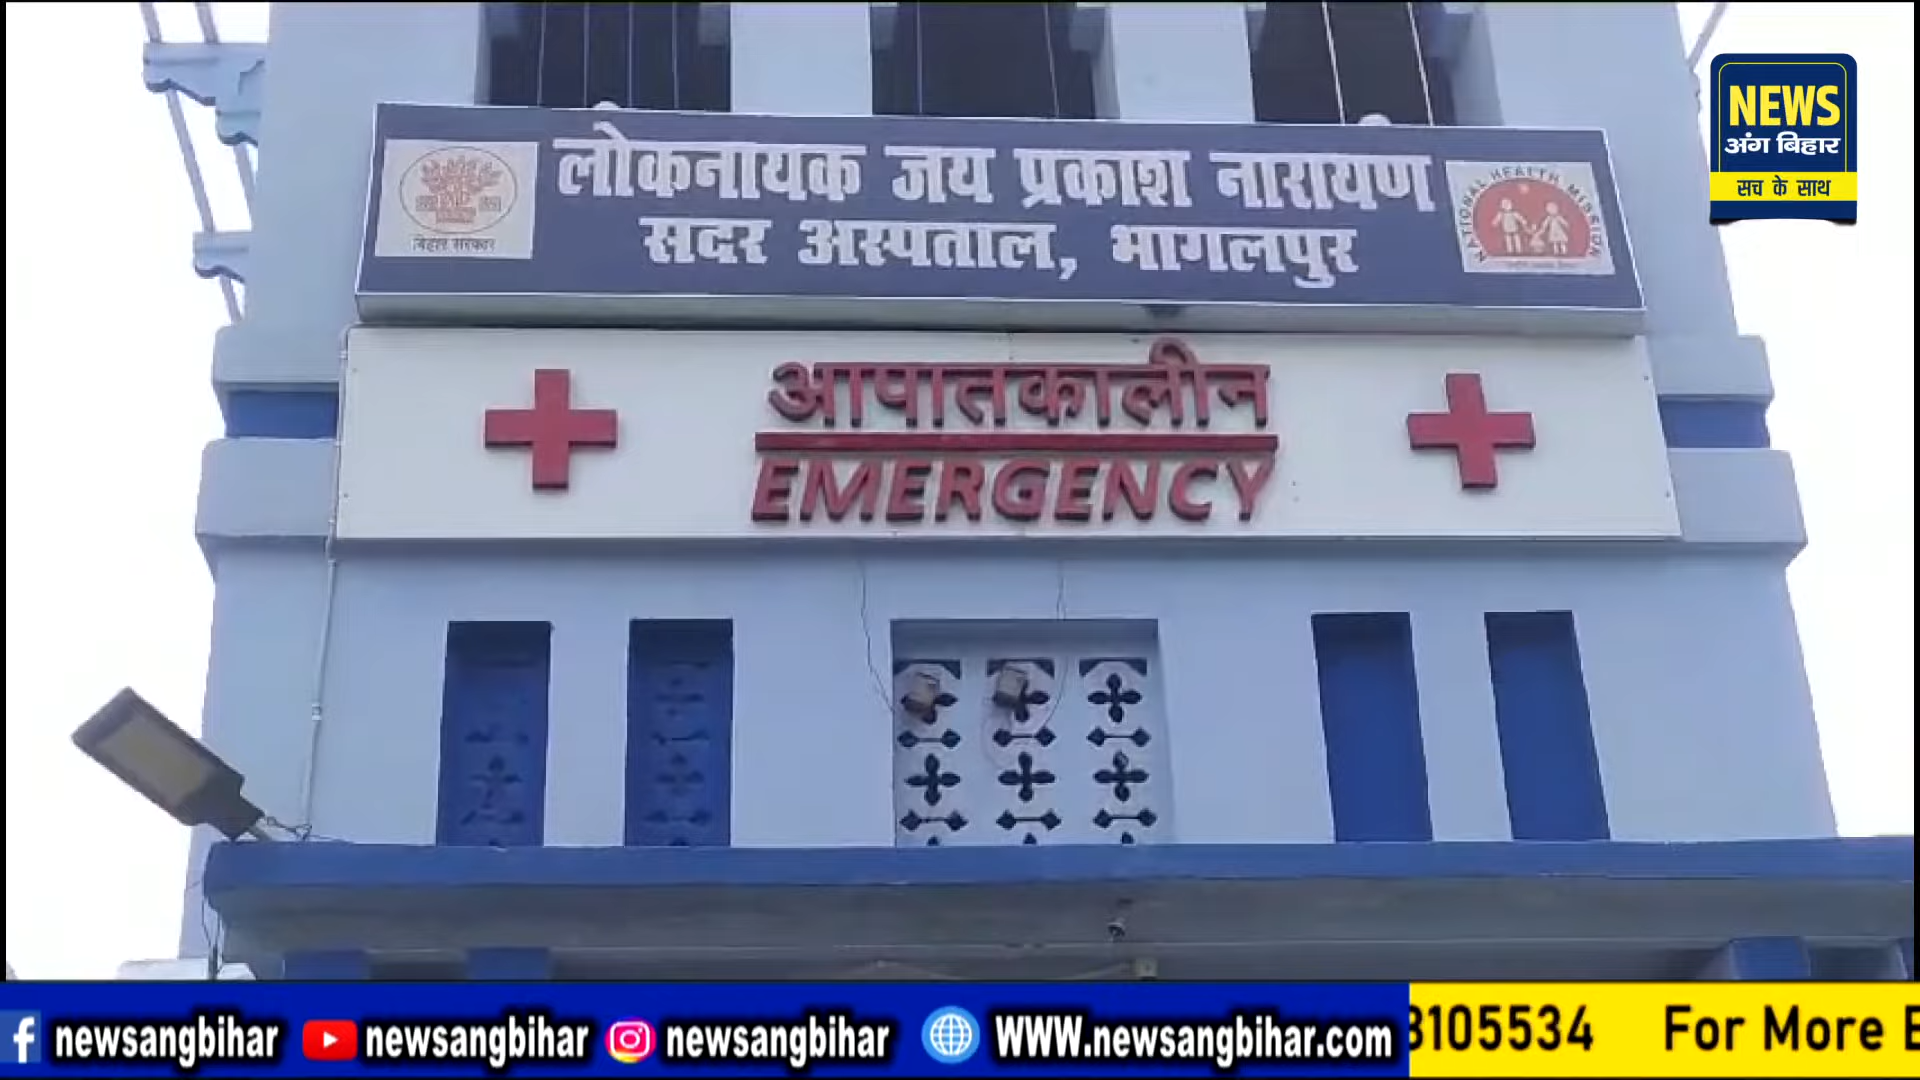 NEWS
अंग बिहार
सच के साथ
लोकनायक जय प्रकाश नारायण
सदर अस्पताल, भागलपुर
बिहार सरकार
NATIONAL HEALTH MISSION
आपातकालीन
EMERGENCY
newsangbihar newsangbihar newsangbihar WWW.newsangbihar.com
3105534 For More